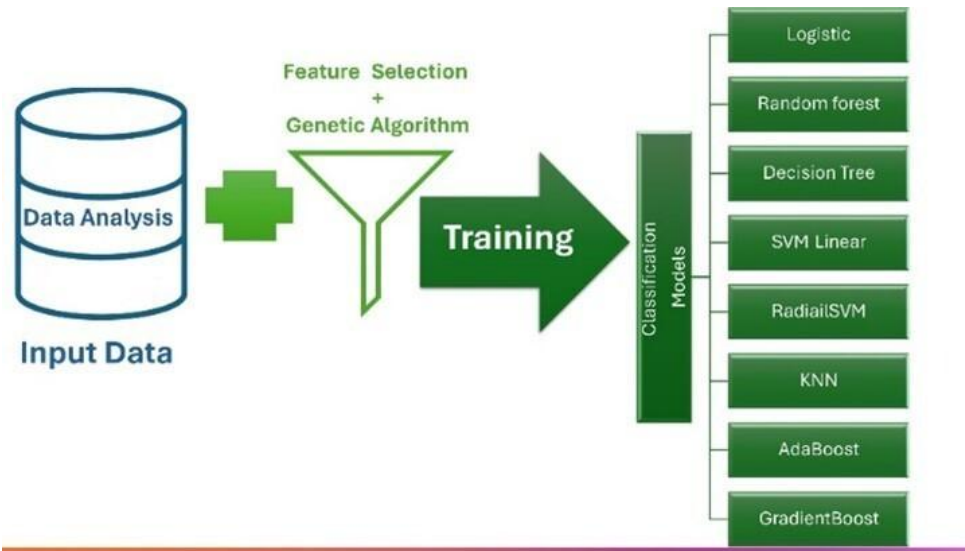 Feature Selection
+
Genetic Algorithm
Data Analysis
Input Data
Training
Classification
Models
Logistic
Random forest
Decision Tree
SVM Linear
RadiailSVM
KNN
AdaBoost
GradientBoost